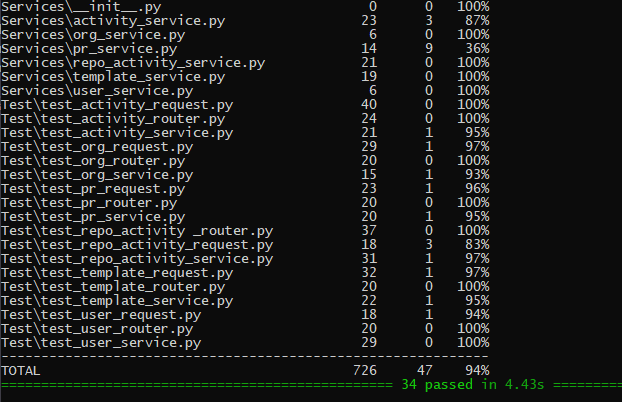 Services\__init__.py 0 0 100%
Services\activity_service.py 23 3 87%
Services\org_service.py 6 0 100%
Services\pr_service.py 14 9 36%
Services\repo_activity_service.py 21 0 100%
Services\template_service.py 19 0 100%
Services\user_service.py 6 0 100%
Test\test_activity_request.py 40 0 100%
Test\test_activity_router.py 24 0 100%
Test\test_activity_service.py 21 1 95%
Test\test_org_request.py 29 1 97%
Test\test_org_router.py 20 0 100%
Test\test_org_service.py 15 1 93%
Test\test_pr_request.py 23 1 96%
Test\test_pr_router.py 20 0 100%
Test\test_pr_service.py 20 1 95%
Test\test_repo_activity _router.py 37 0 100%
Test\test_repo_activity_request.py 18 3 83%
Test\test_repo_activity_service.py 31 1 97%
Test\test_template_request.py 32 1 97%
Test\test_template_router.py 20 0 100%
Test\test_template_service.py 22 1 95%
Test\test_user_request.py 18 1 94%
Test\test_user_router.py 20 0 100%
Test\test_user_service.py 29 0 100%
-------------------------------------------------------------
TOTAL 726 47 94%
================================================= 34 passed in 4.43s =========